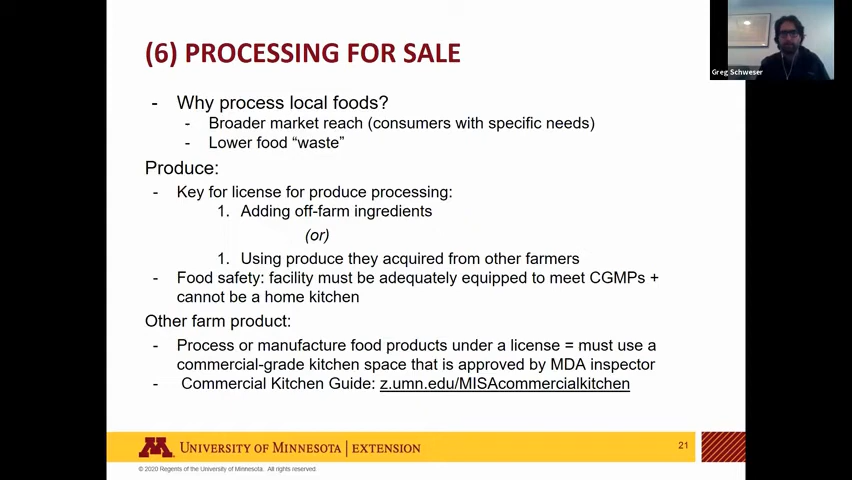 (6) PROCESSING FOR SALE
Greg Schweser
- Why process local foods?
- Broader market reach (consumers with specific needs)
- Lower food “waste”
Produce:
- Key for license for produce processing:
1. Adding off-farm ingredients
(or)
1. Using produce they acquired from other farmers
- Food safety: facility must be adequately equipped to meet CGMPs +
cannot be a home kitchen
Other farm product:
- Process or manufacture food products under a license = must use a
commercial-grade kitchen space that is approved by MDA inspector
- Commercial Kitchen Guide: z.umn.edu/MISAcommercialkitchen
M UNIVERSITY OF MINNESOTA | EXTENSION
21
© 2020 Regents of the University of Minnesota. All rights reserved.